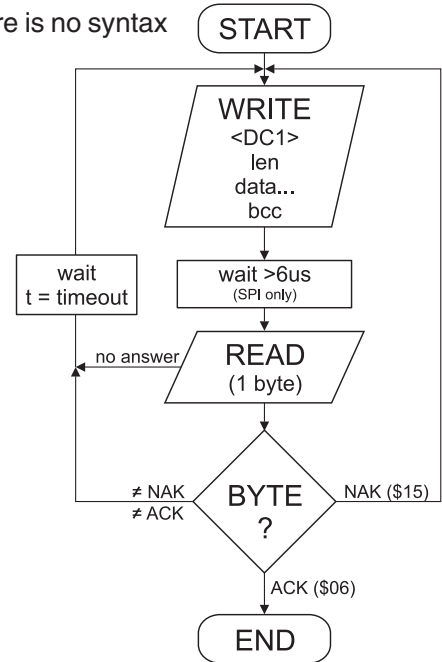 re is no syntax
START
WRITE
<DC1>
len
data...
bcc
wait
t = timeout
wait >6us
(SPI only)
no answer
READ
(1 byte)
≠ NAK
≠ ACK
BYTE
?
NAK ($15)
ACK ($06)
END